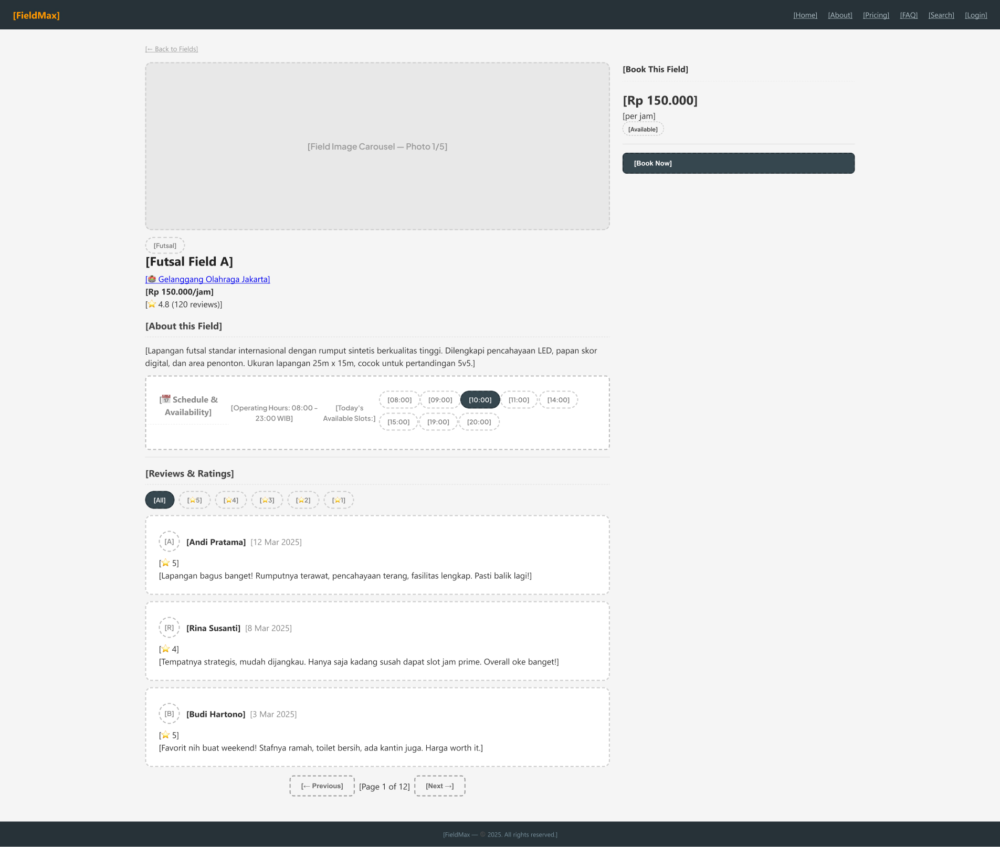 [FieldMax]
[Home] [About] [Pricing] [FAQ] [Search] [Login]
[← Back to Fields]
[Field Image Carousel — Photo 1/5]
[Futsal]
[Futsal Field A]
[🏟️ Gelanggang Olahraga Jakarta]
[Rp 150.000/jam]
[⭐ 4.8 (120 reviews)]
[About this Field]
[Lapangan futsal standar internasional dengan rumput sintetis berkualitas tinggi. Dilengkapi pencahayaan LED, papan skor
digital, dan area penonton. Ukuran lapangan 25m x 15m, cocok untuk pertandingan 5v5.]
[📅 Schedule &
Availability]
[Operating Hours: 08:00 –
23:00 WIB]
[Today's
Available Slots:]
[08:00] [09:00] [10:00] [11:00] [14:00]
[15:00] [19:00] [20:00]
[Reviews & Ratings]
[All] [⭐5] [⭐4] [⭐3] [⭐2] [⭐1]
[A] [Andi Pratama] [12 Mar 2025]
[⭐ 5]
[Lapangan bagus banget! Rumputnya terawat, pencahayaan terang, fasilitas lengkap. Pasti balik lagi!]
[R] [Rina Susanti] [8 Mar 2025]
[⭐ 4]
[Tempatnya strategis, mudah dijangkau. Hanya saja kadang susah dapat slot jam prime. Overall oke banget!]
[B] [Budi Hartono] [3 Mar 2025]
[⭐ 5]
[Favorit nih buat weekend! Stafnya ramah, toilet bersih, ada kantin juga. Harga worth it.]
[← Previous] [Page 1 of 12] [Next →]
[Book This Field]
[Rp 150.000]
[per jam]
[Available]
[Book Now]
[FieldMax — © 2025. All rights reserved.]